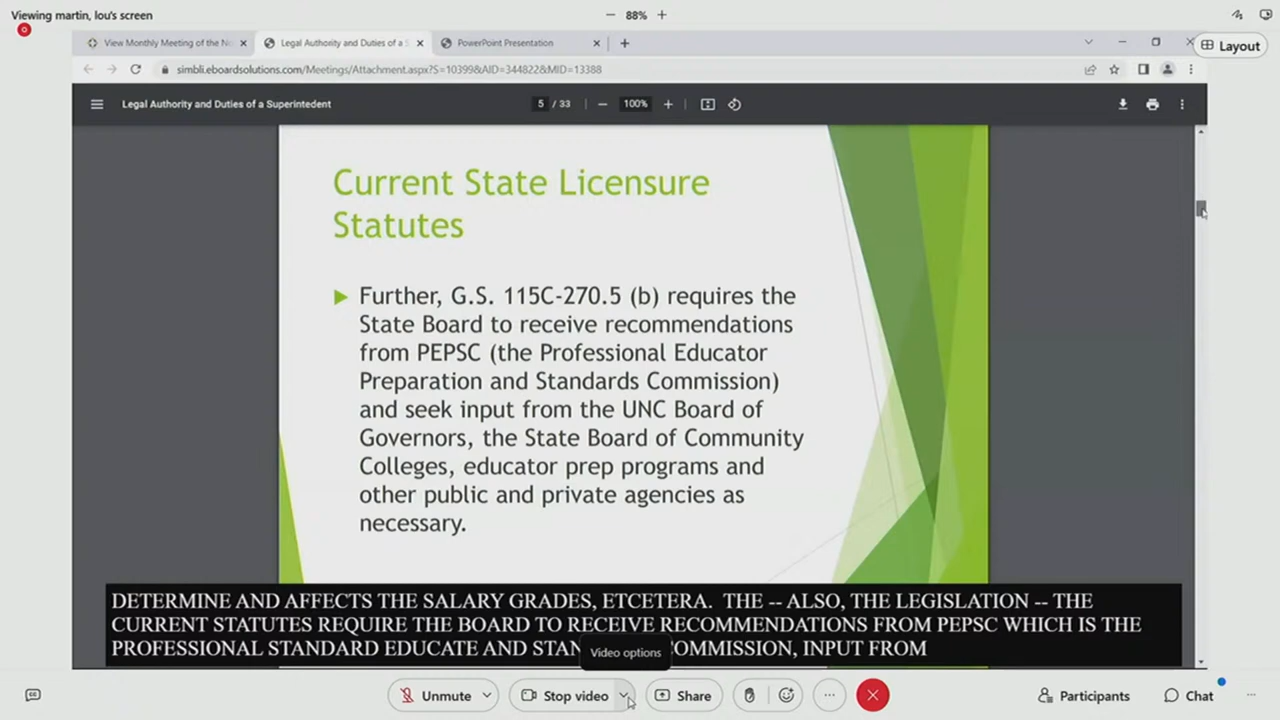 Viewing martin, lou's screen
88%
View Monthly Meeting of the No
Legal Authority and Duties of a S
PowerPoint Presentation
Layout
simbli.eboardsolutions.com/Meetings/Attachment.aspx?S=10399&AID=344822&MID=13388
Legal Authority and Duties of a Superintedent
5 / 33
100%
Current State Licensure
Statutes
Further, G.S. 115C-270.5 (b) requires the
State Board to receive recommendations
from PEPSC (the Professional Educator
Preparation and Standards Commission)
and seek input from the UNC Board of
Governors, the State Board of Community
Colleges, educator prep programs and
other public and private agencies as
necessary.
DETERMINE AND AFFECTS THE SALARY GRADES, ETCETERA. THE -- ALSO, THE LEGISLATION -- THE
CURRENT STATUTES REQUIRE THE BOARD TO RECEIVE RECOMMENDATIONS FROM PEPSC WHICH IS THE
PROFESSIONAL STANDARD EDUCATE AND STAN OMMISSION, INPUT FROM
Video options
Unmute
Stop video
Share
Participants
Chat